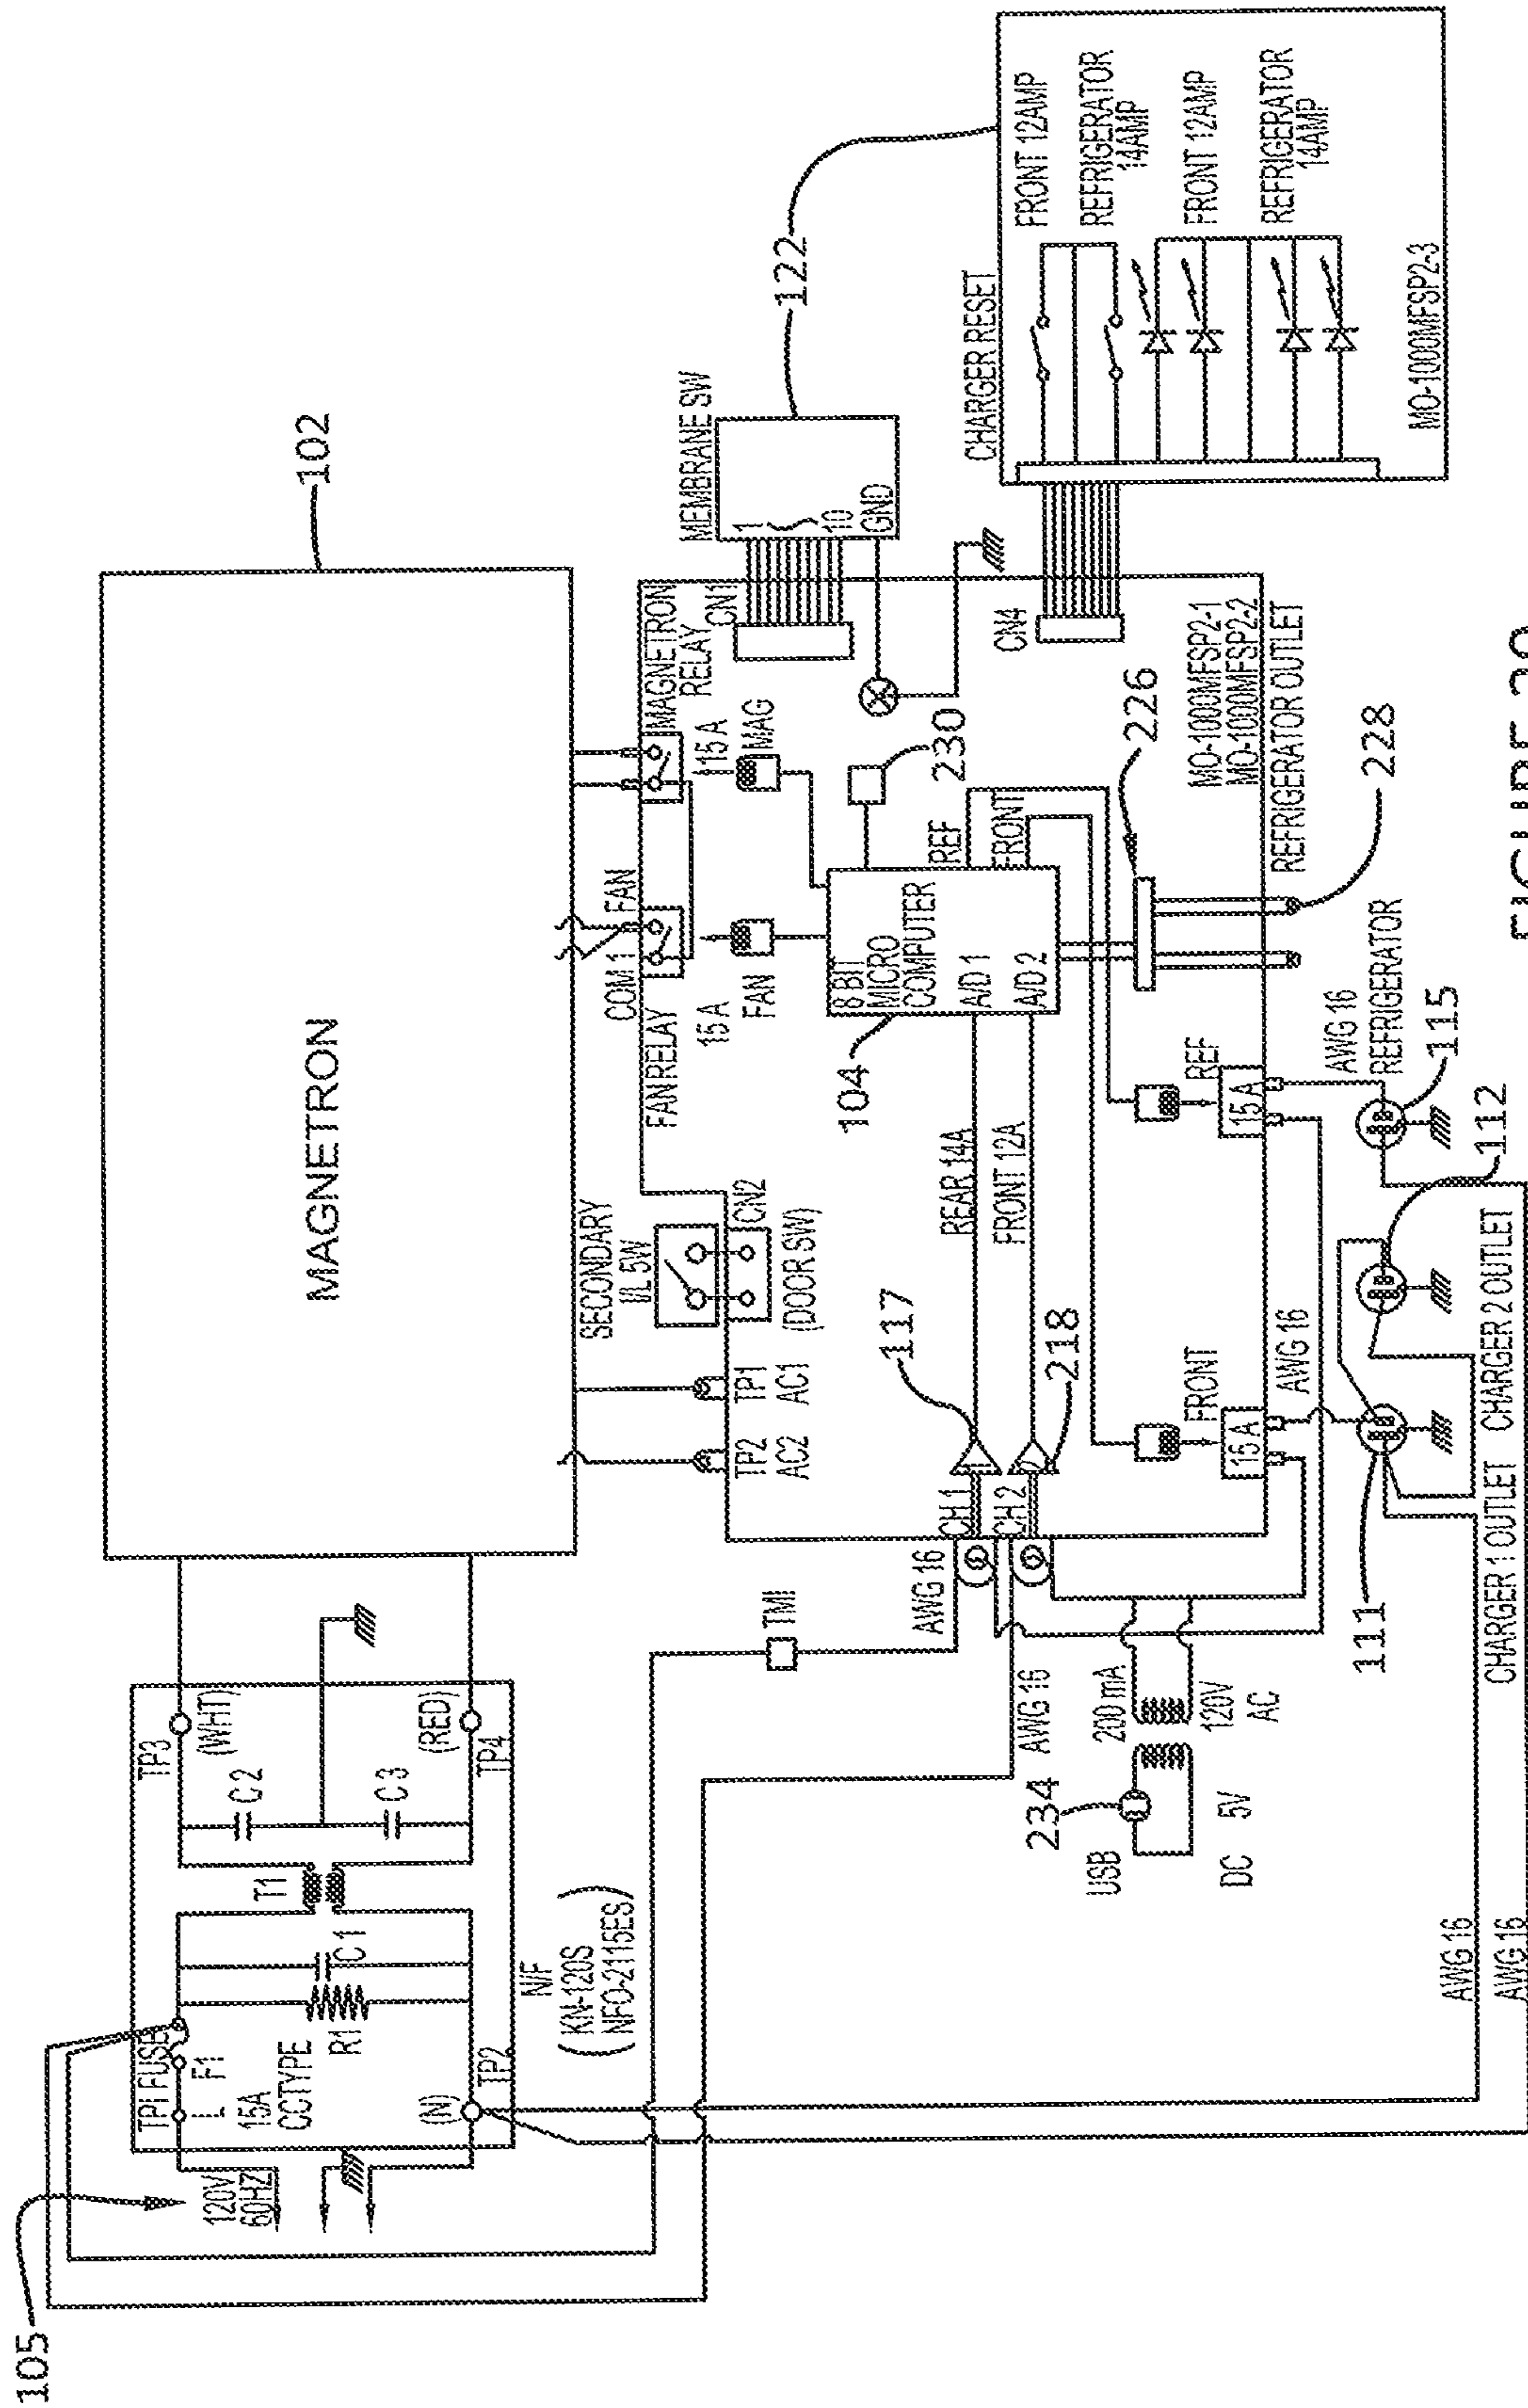 105
120V
60HZ
TP1 FUSE
L F1
15A
CCTYPE
R1
C1
(N)
TP2
T1
C2
C3
TP3
(WHT)
(RED)
TP4
N/F
KN-120S
NFO-2115ES
MAGNETRON
102
TP2
AC2
TP1
AC1
SECONDARY
I/L 5W
CN2
(DOOR SW)
FAN RELAY
COM 1 FAN
15 A
FAN
MAGNETRON
RELAY
15 A
MAG
CN1
MEMBRANE SW
1
10
GND
122
8 BIT
MICRO
COMPUTER
A/D 1
A/D 2
REF
FRONT
104
230
REAR 14A
FRONT 12A
117
218
CH 1
CH 2
AWG 16
TMI
AWG 16
200 mA
120V
AC
234
USB
DC 5V
FRONT
15 A
AWG 16
REF
15 A
AWG 16
REFRIGERATOR
226
228
MO-1000MFSP2-1
MO-1000MFSP2-2
REFRIGERATOR OUTLET
CN4
CHARGER RESET
FRONT 12AMP
REFRIGERATOR
14AMP
FRONT 12AMP
REFRIGERATOR
14AMP
MO-1000MFSP2-3
111
112
115
CHARGER 1 OUTLET CHARGER 2 OUTLET
AWG 16
AWG 16